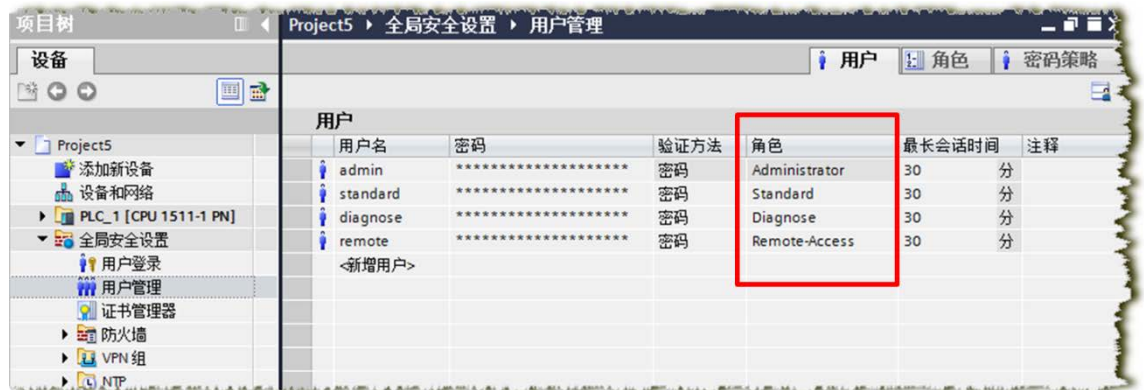 项目树
Project5 ▸ 全局安全设置 ▸ 用户管理
设备
用户 角色 密码策略
用户
用户名 密码 验证方法 角色 最长会话时间 注释
admin ******************** 密码 Administrator 30 分
standard ******************** 密码 Standard 30 分
diagnose ******************** 密码 Diagnose 30 分
remote ******************** 密码 Remote-Access 30 分
<新增用户>
Project5
添加新设备
设备和网络
PLC_1 [CPU 1511-1 PN]
全局安全设置
用户登录
用户管理
证书管理器
防火墙
VPN 组
NTP